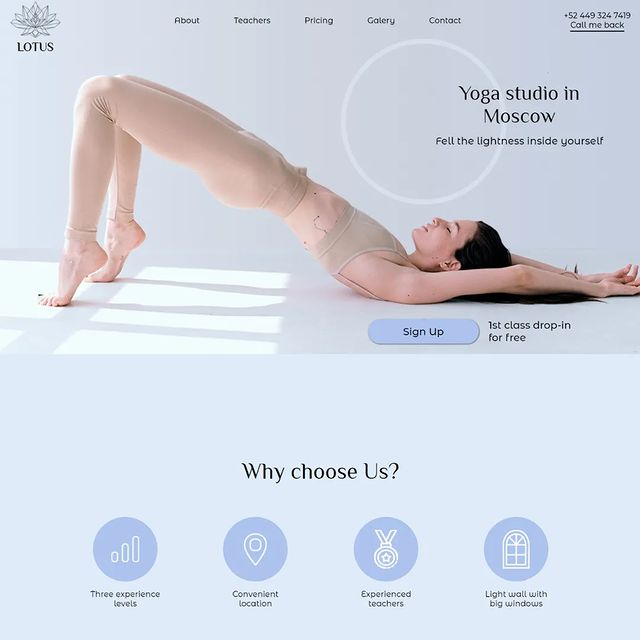 LOTUS
About
Teachers
Pricing
Galery
Contact
+52 449 324 7419
Call me back
Yoga studio in
Moscow
Fell the lightness inside yourself
Sign Up
1st class drop-in
for free
Why choose Us?
Three experience
levels
Convenient
location
Experienced
teachers
Light wall with
big windows